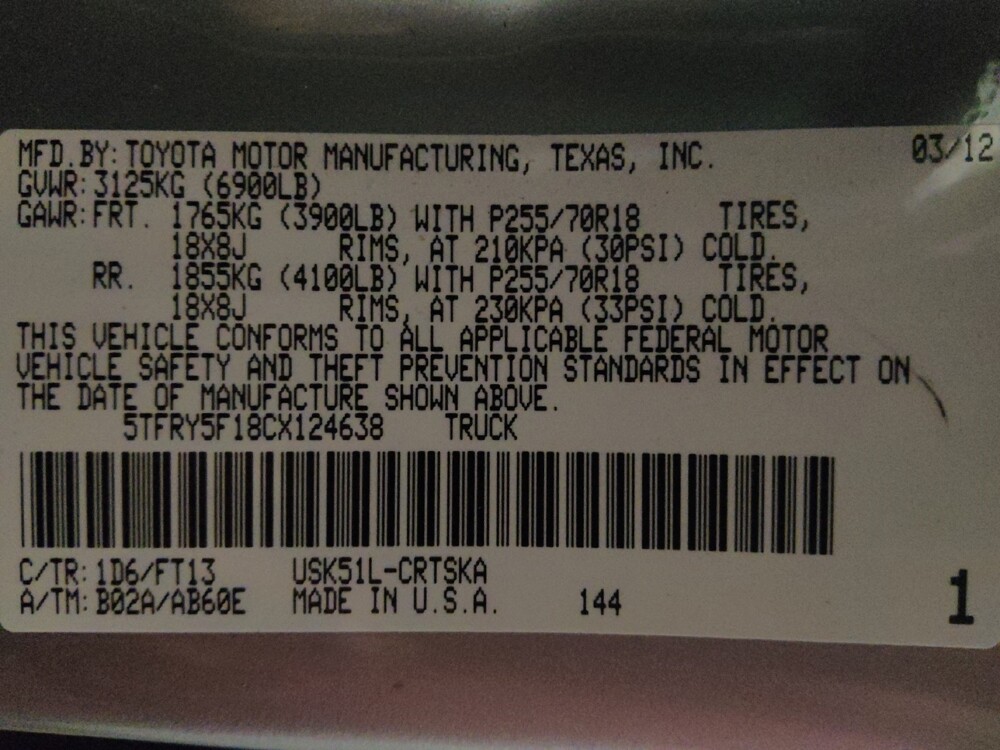 MFD.BY: TOYOTA MOTOR MANUFACTURING, TEXAS, INC. 03/12
GVWR: 3125KG (6900LB)
GAWR: FRT. 1765KG (3900LB) WITH P255/70R18 TIRES,
18X8J RIMS, AT 210KPA (30PSI) COLD.
RR. 1855KG (4100LB) WITH P255/70R18 TIRES,
18X8J RIMS, AT 230KPA (33PSI) COLD.
THIS VEHICLE CONFORMS TO ALL APPLICABLE FEDERAL MOTOR
VEHICLE SAFETY AND THEFT PREVENTION STANDARDS IN EFFECT ON
THE DATE OF MANUFACTURE SHOWN ABOVE.
5TFRY5F18CX124638 TRUCK
C/TR: 1D6/FT13 USK51L-CRTSKA
A/TM: B02A/AB60E MADE IN U.S.A. 144 1